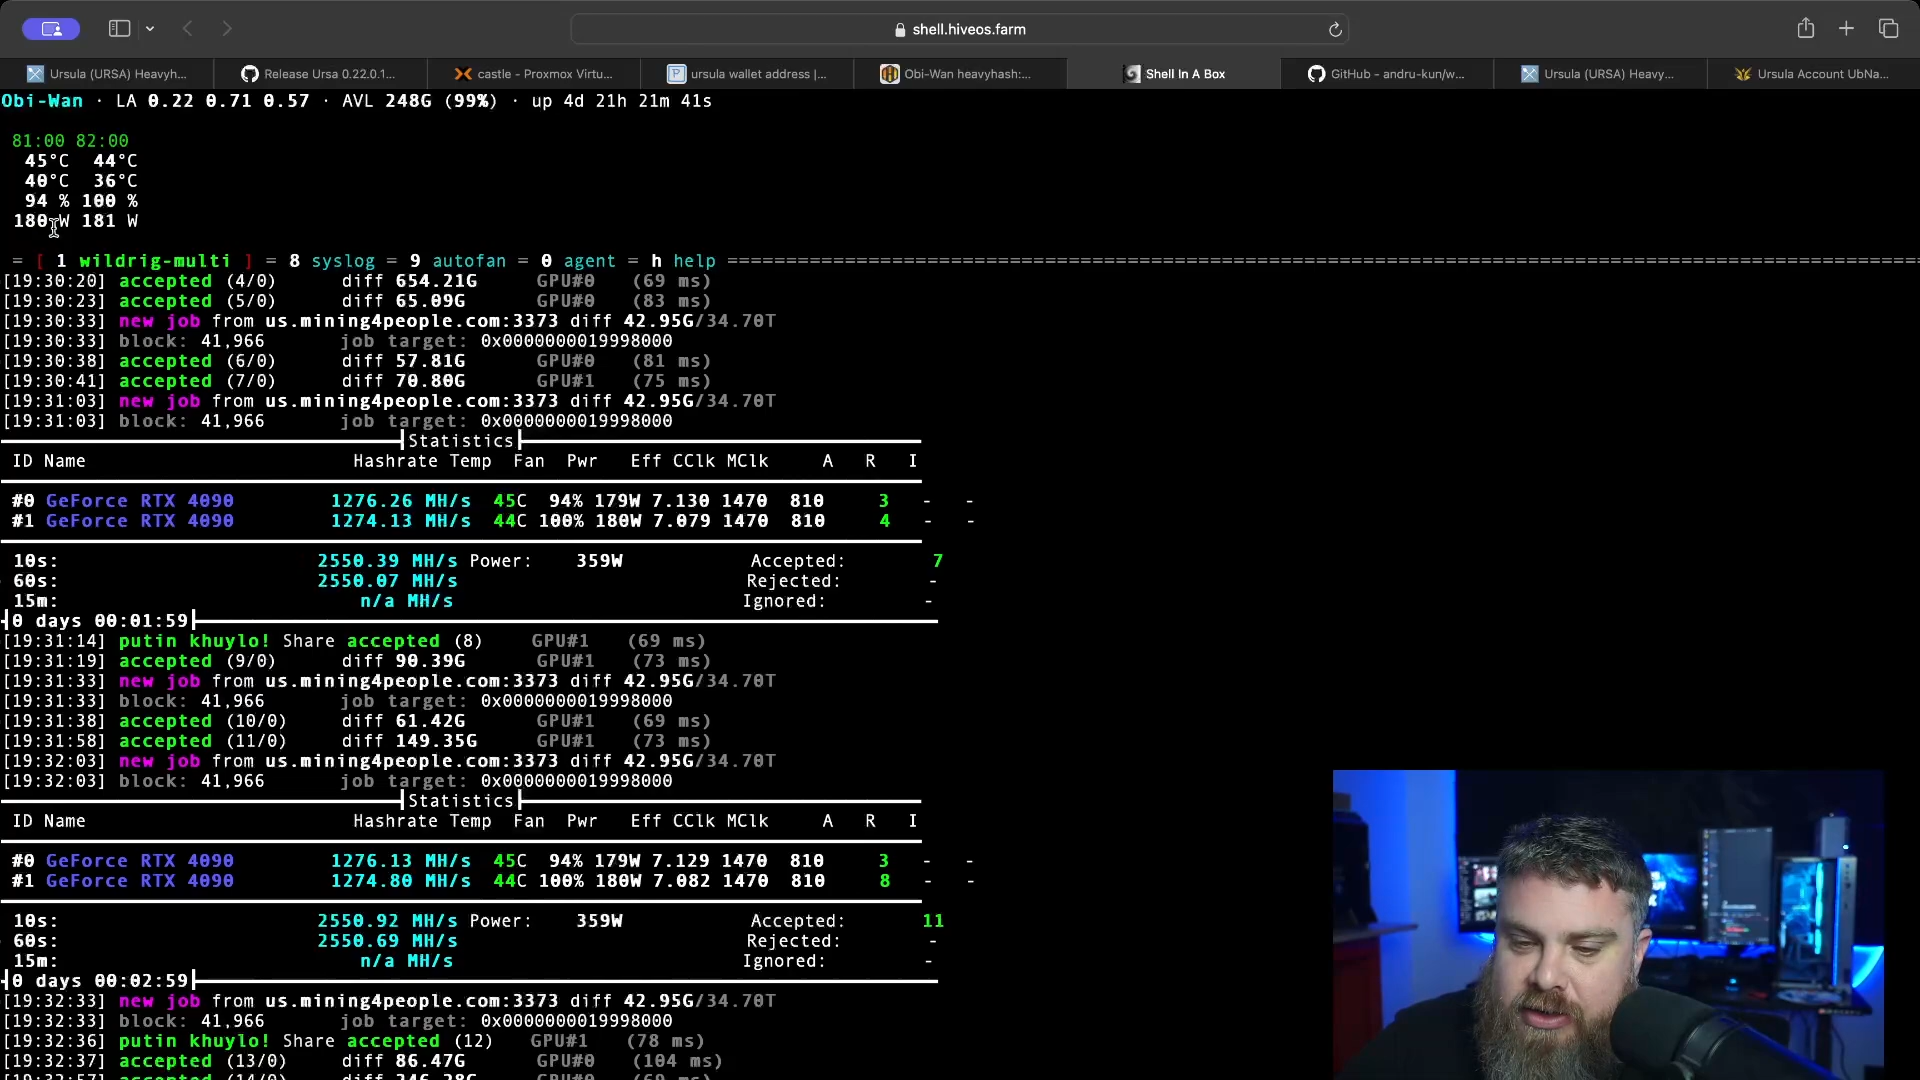 shell.hiveos.farm
Ursula (URSA) Heavyh...
Release Ursa 0.22.0.1...
castle - Proxmox Virtu...
ursula wallet address |...
Obi-Wan heavyhash:...
Shell In A Box
GitHub - andru-kun/w...
Ursula (URSA) Heavy...
Ursula Account UbNa...
Obi-Wan · LA 0.22 0.71 0.57 · AVL 248G (99%) · up 4d 21h 21m 41s
81:00 82:00
45°C 44°C
40°C 36°C
94 % 100 %
180 W 181 W
= [ 1 wildrig-multi ] = 8 syslog = 9 autofan = 0 agent = h help ==========
[19:30:20] accepted (4/0) diff 654.21G GPU#0 (69 ms)
[19:30:23] accepted (5/0) diff 65.09G GPU#0 (83 ms)
[19:30:33] new job from us.mining4people.com:3373 diff 42.95G/34.70T
[19:30:33] block: 41,966 job target: 0x0000000019998000
[19:30:38] accepted (6/0) diff 57.81G GPU#0 (81 ms)
[19:30:41] accepted (7/0) diff 70.80G GPU#1 (75 ms)
[19:31:03] new job from us.mining4people.com:3373 diff 42.95G/34.70T
[19:31:03] block: 41,966 job target: 0x0000000019998000
Statistics
ID Name Hashrate Temp Fan Pwr Eff CClk MClk A R I
#0 GeForce RTX 4090 1276.26 MH/s 45C 94% 179W 7.130 1470 810 3 - -
#1 GeForce RTX 4090 1274.13 MH/s 44C 100% 180W 7.079 1470 810 4 - -
10s: 2550.39 MH/s Power: 359W Accepted: 7
60s: 2550.07 MH/s Rejected: -
15m: n/a MH/s Ignored: -
0 days 00:01:59
[19:31:14] putin khuylo! Share accepted (8) GPU#1 (69 ms)
[19:31:19] accepted (9/0) diff 90.39G GPU#1 (73 ms)
[19:31:33] new job from us.mining4people.com:3373 diff 42.95G/34.70T
[19:31:33] block: 41,966 job target: 0x0000000019998000
[19:31:38] accepted (10/0) diff 61.42G GPU#1 (69 ms)
[19:31:58] accepted (11/0) diff 149.35G GPU#1 (73 ms)
[19:32:03] new job from us.mining4people.com:3373 diff 42.95G/34.70T
[19:32:03] block: 41,966 job target: 0x0000000019998000
Statistics
ID Name Hashrate Temp Fan Pwr Eff CClk MClk A R I
#0 GeForce RTX 4090 1276.13 MH/s 45C 94% 179W 7.129 1470 810 3 - -
#1 GeForce RTX 4090 1274.80 MH/s 44C 100% 180W 7.082 1470 810 8 - -
10s: 2550.92 MH/s Power: 359W Accepted: 11
60s: 2550.69 MH/s Rejected: -
15m: n/a MH/s Ignored: -
0 days 00:02:59
[19:32:33] new job from us.mining4people.com:3373 diff 42.95G/34.70T
[19:32:33] block: 41,966 job target: 0x0000000019998000
[19:32:36] putin khuylo! Share accepted (12) GPU#1 (78 ms)
[19:32:37] accepted (13/0) diff 86.47G GPU#0 (104 ms)
[19:32:57] accepted (14/0) diff 246.28G GPU#0 (69 ms)